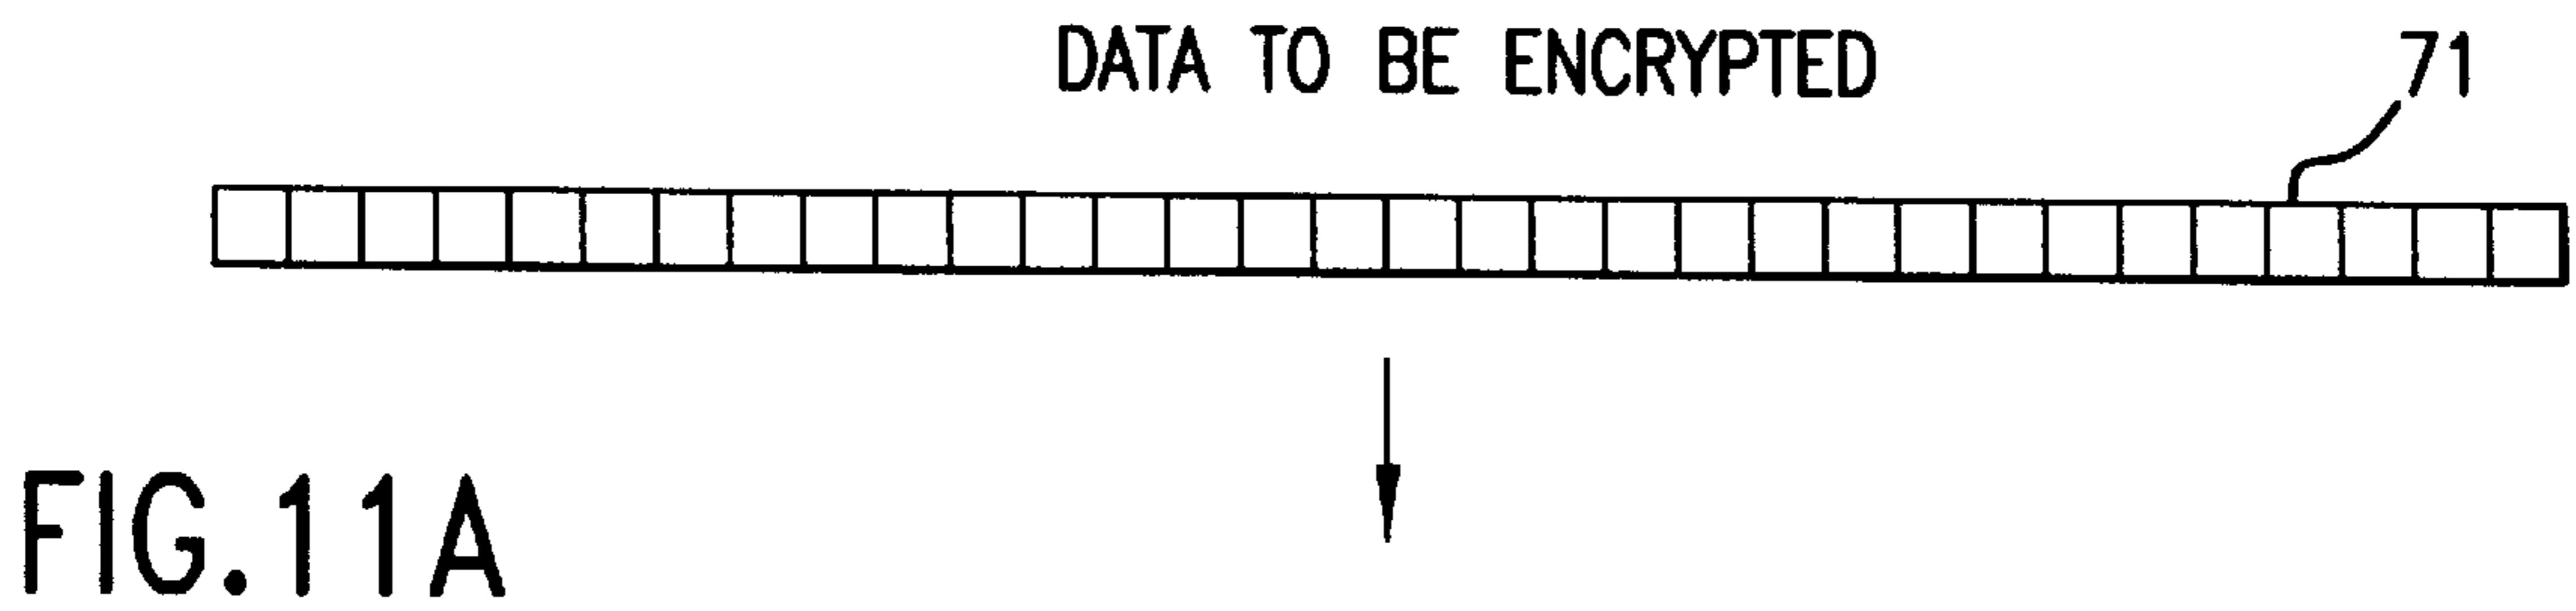 DATA TO BE ENCRYPTED
71
FIG.11A